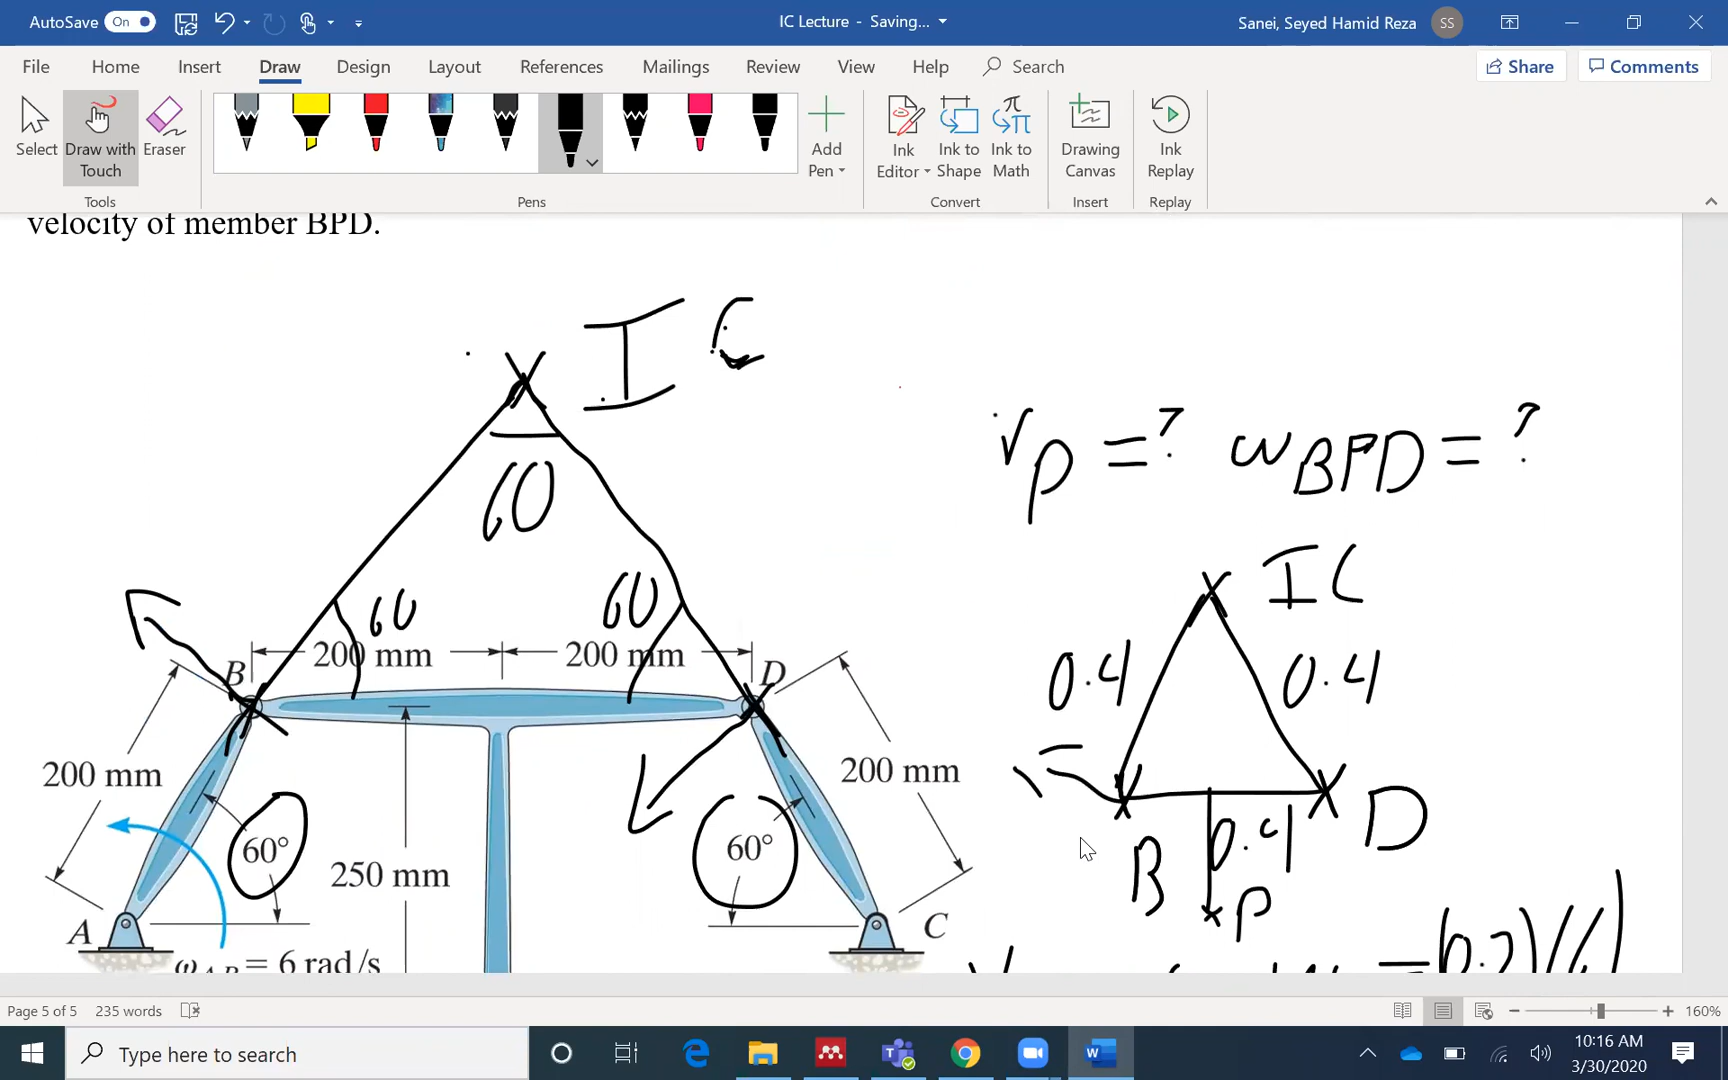 AutoSave On IC Lecture - Saving... Sanei, Seyed Hamid Reza SS
File Home Insert Draw Design Layout References Mailings Review View Help Search Share Comments
Select Draw with Touch Eraser Add Pen Ink Editor Ink to Shape Ink to Math Drawing Canvas Ink Replay
Tools Pens Convert Insert Replay
velocity of member BPD.
IC
60
60
60
B 200 mm 200 mm D
200 mm
60°
60°
200 mm
250 mm
A
C
ωAB = 6 rad/s
vP = ? ωBPD = ?
IC
0.4 0.4
0.4
B D
P
= (0.2)(6)
Page 5 of 5 235 words 160%
Type here to search
10:16 AM
3/30/2020